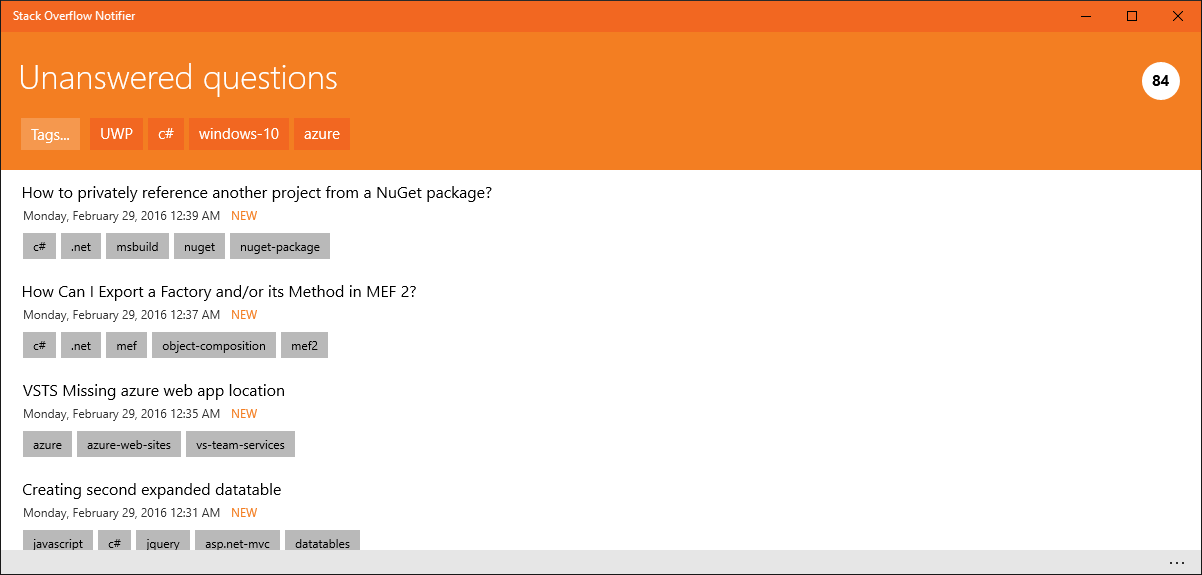 Stack Overflow Notifier
Unanswered questions
84
Tags... UWP c# windows-10 azure
How to privately reference another project from a NuGet package?
Monday, February 29, 2016 12:39 AM NEW
c# .net msbuild nuget nuget-package
How Can I Export a Factory and/or its Method in MEF 2?
Monday, February 29, 2016 12:37 AM NEW
c# .net mef object-composition mef2
VSTS Missing azure web app location
Monday, February 29, 2016 12:35 AM NEW
azure azure-web-sites vs-team-services
Creating second expanded datatable
Monday, February 29, 2016 12:31 AM NEW
javascript c# jquery asp.net-mvc datatables
...